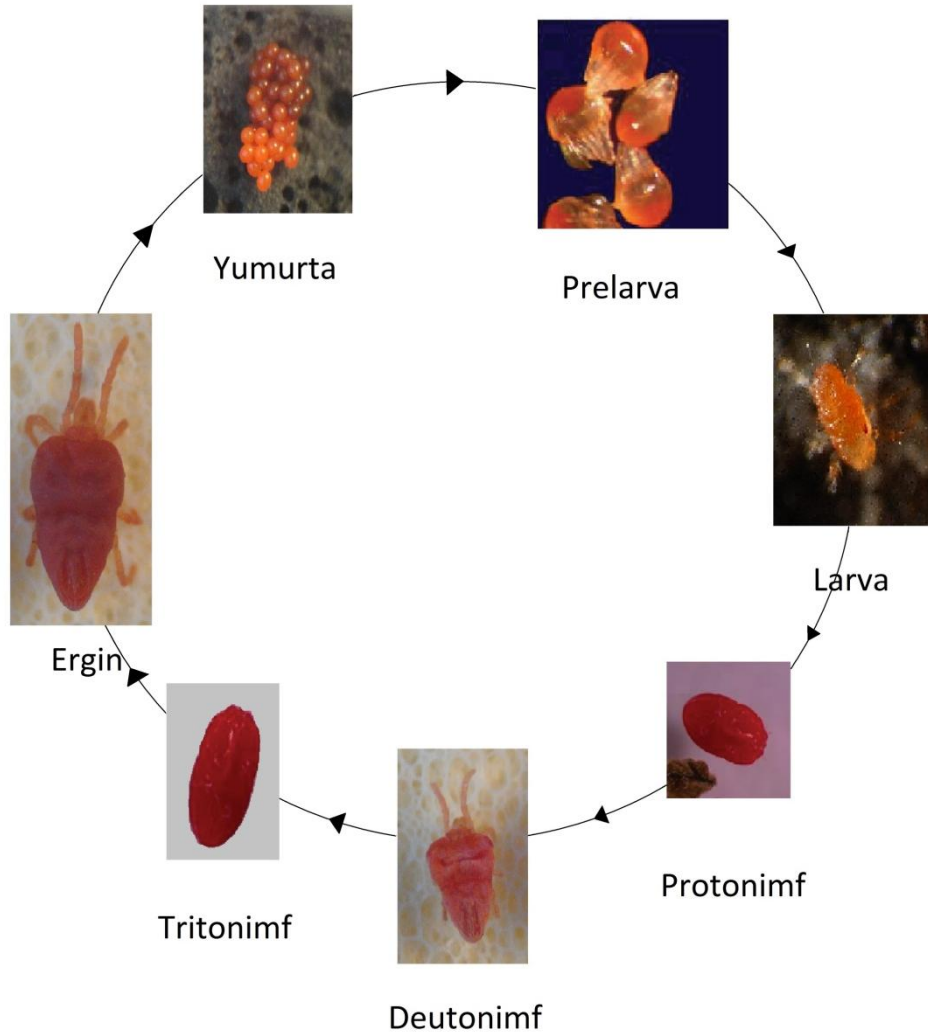 Yumurta
Prelarva
Larva
Protonimf
Deutonimf
Tritonimf
Ergin